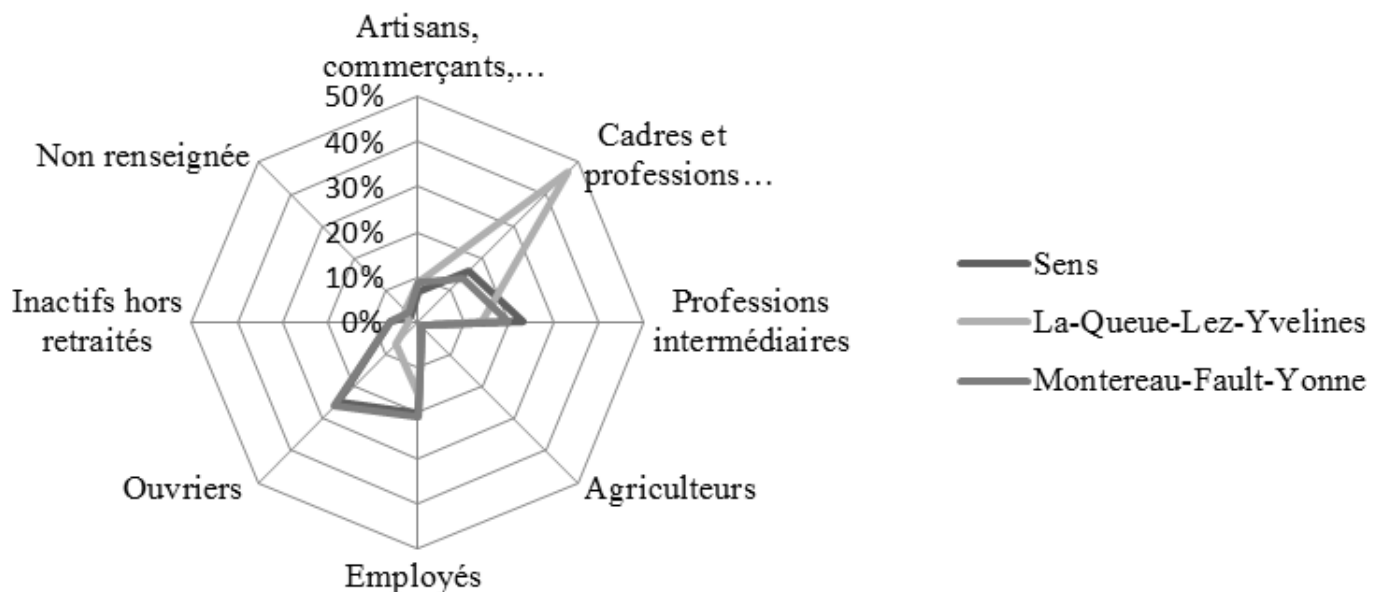 Artisans,
commerçants,…
50%
40%
30%
20%
10%
0%
Cadres et
professions…
Professions
intermédiaires
Agriculteurs
Employés
Ouvriers
Inactifs hors
retraités
Non renseignée
Sens
La-Queue-Lez-Yvelines
Montereau-Fault-Yonne